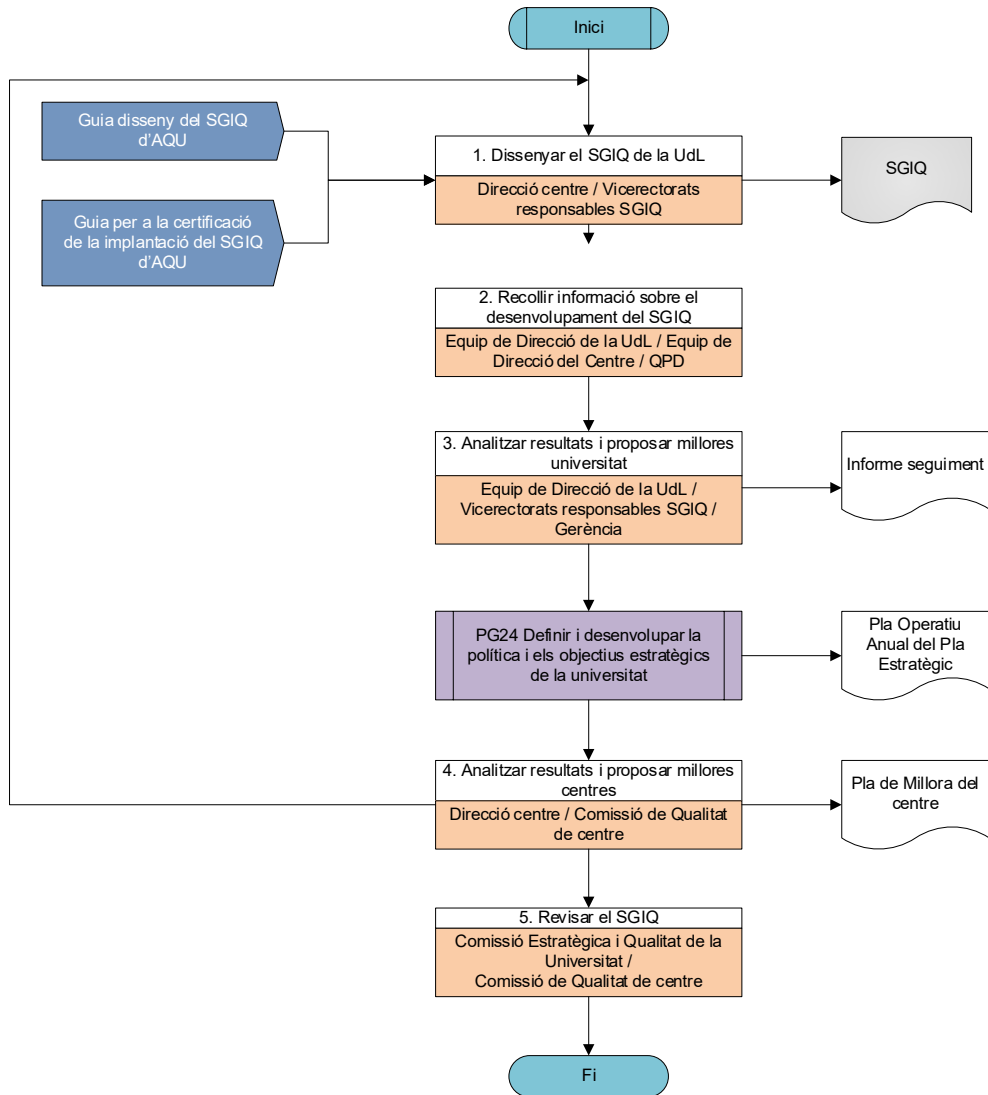 Inici
Guia disseny del SGIQ
d'AQU
1. Dissenyar el SGIQ de la UdL
Direcció centre / Vicerectorats
responsables SGIQ
SGIQ
Guia per a la certificació
de la implantació del SGIQ
d'AQU
2. Recollir informació sobre el
desenvolupament del SGIQ
Equip de Direcció de la UdL / Equip de
Direcció del Centre / QPD
3. Analitzar resultats i proposar millores
universitat
Equip de Direcció de la UdL /
Vicerectorats responsables SGIQ /
Gerència
Informe seguiment
PG24 Definir i desenvolupar la
política i els objectius estratègics
de la universitat
Pla Operatiu
Anual del Pla
Estratègic
4. Analitzar resultats i proposar millores
centres
Direcció centre / Comissió de Qualitat
de centre
Pla de Millora del
centre
5. Revisar el SGIQ
Comissió Estratègica i Qualitat de la
Universitat /
Comissió de Qualitat de centre
Fi